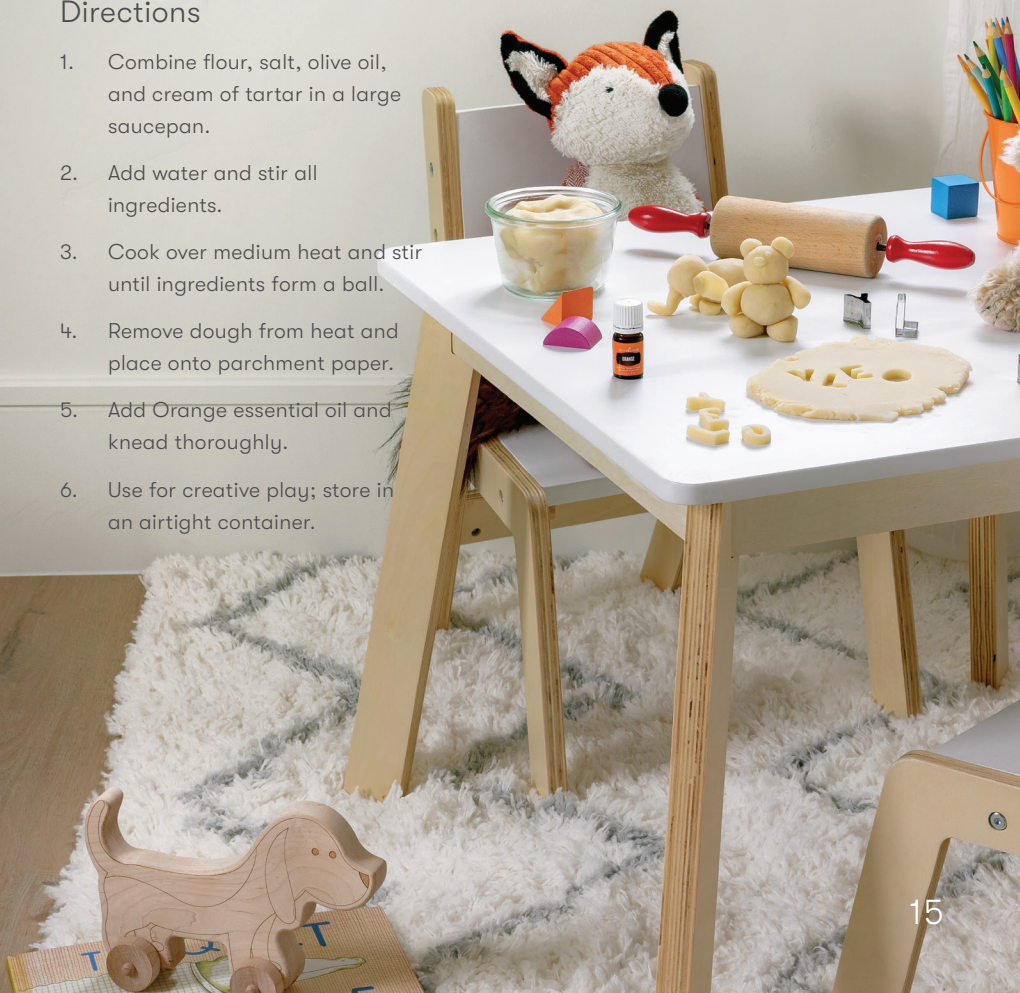 Directions
1. Combine flour, salt, olive oil,
and cream of tartar in a large
saucepan.
2. Add water and stir all
ingredients.
3. Cook over medium heat and stir
until ingredients form a ball.
4. Remove dough from heat and
place onto parchment paper.
5. Add Orange essential oil and
knead thoroughly.
6. Use for creative play; store in
an airtight container.
ORANGE
15